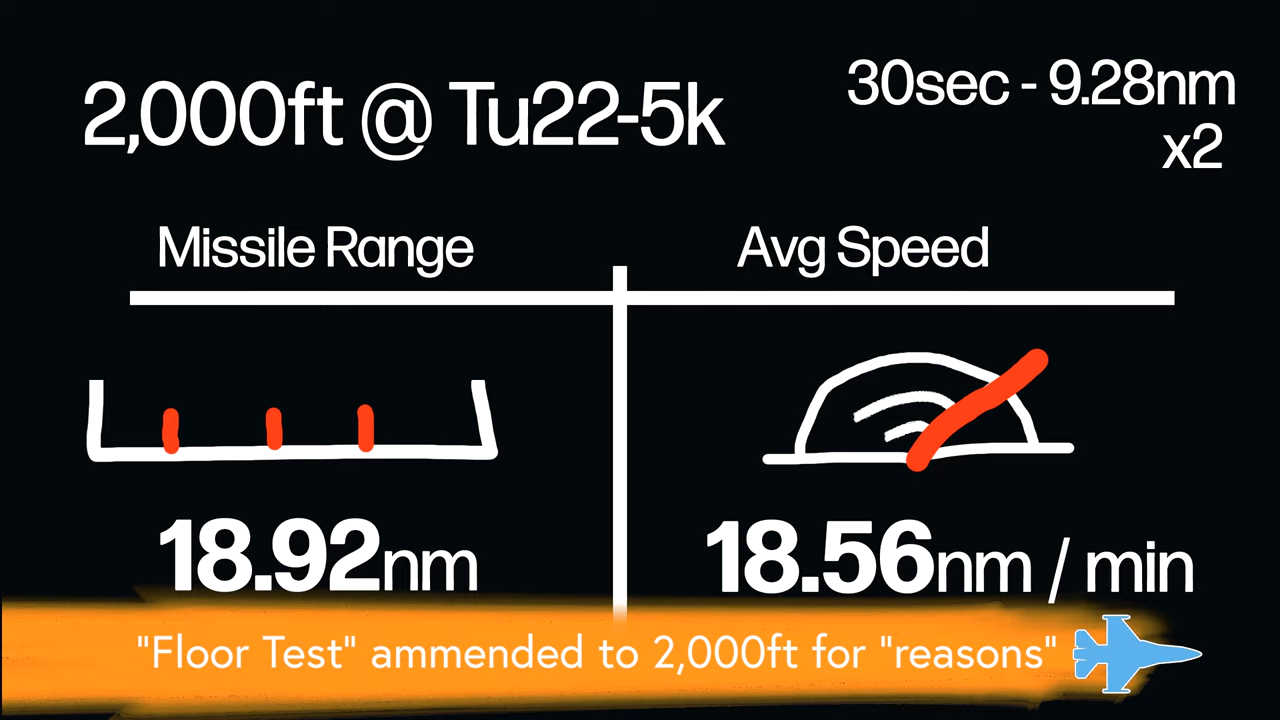 2,000ft @ Tu22-5k
30sec - 9.28nm
x2
Missile Range
Avg Speed
18.92nm
18.56nm / min
"Floor Test" ammended to 2,000ft for "reasons"